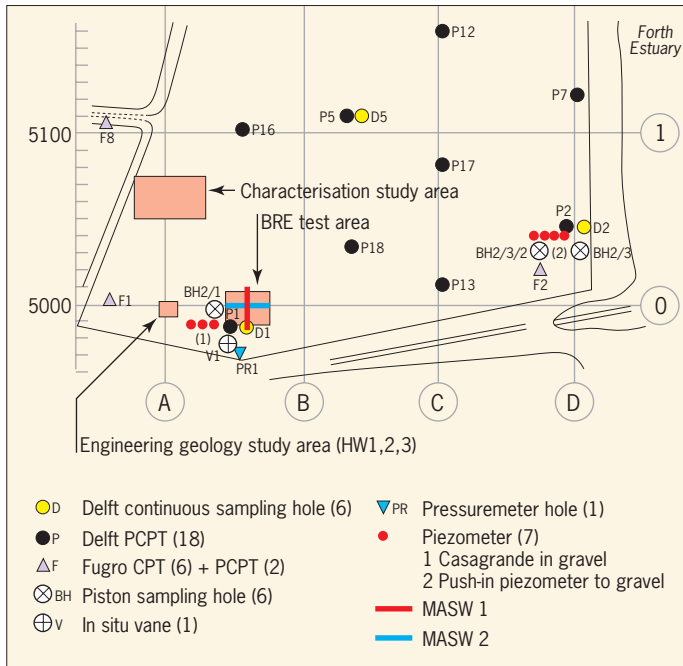 P12
Forth
Estuary
P7
P5
D5
5100
P16
1
F8
P17
Characterisation study area
BRE test area
P2
D2
P18
BH2/3/2
(2)
BH2/3
F2
P13
BH2/1
F1
5000
P1
0
(1)
D1
V1
PR1
A
B
C
D
Engineering geology study area (HW1,2,3)
D Delft continuous sampling hole (6)
P Delft PCPT (18)
F Fugro CPT (6) + PCPT (2)
BH Piston sampling hole (6)
V In situ vane (1)
PR Pressuremeter hole (1)
Piezometer (7)
1 Casagrande in gravel
2 Push-in piezometer to gravel
MASW 1
MASW 2